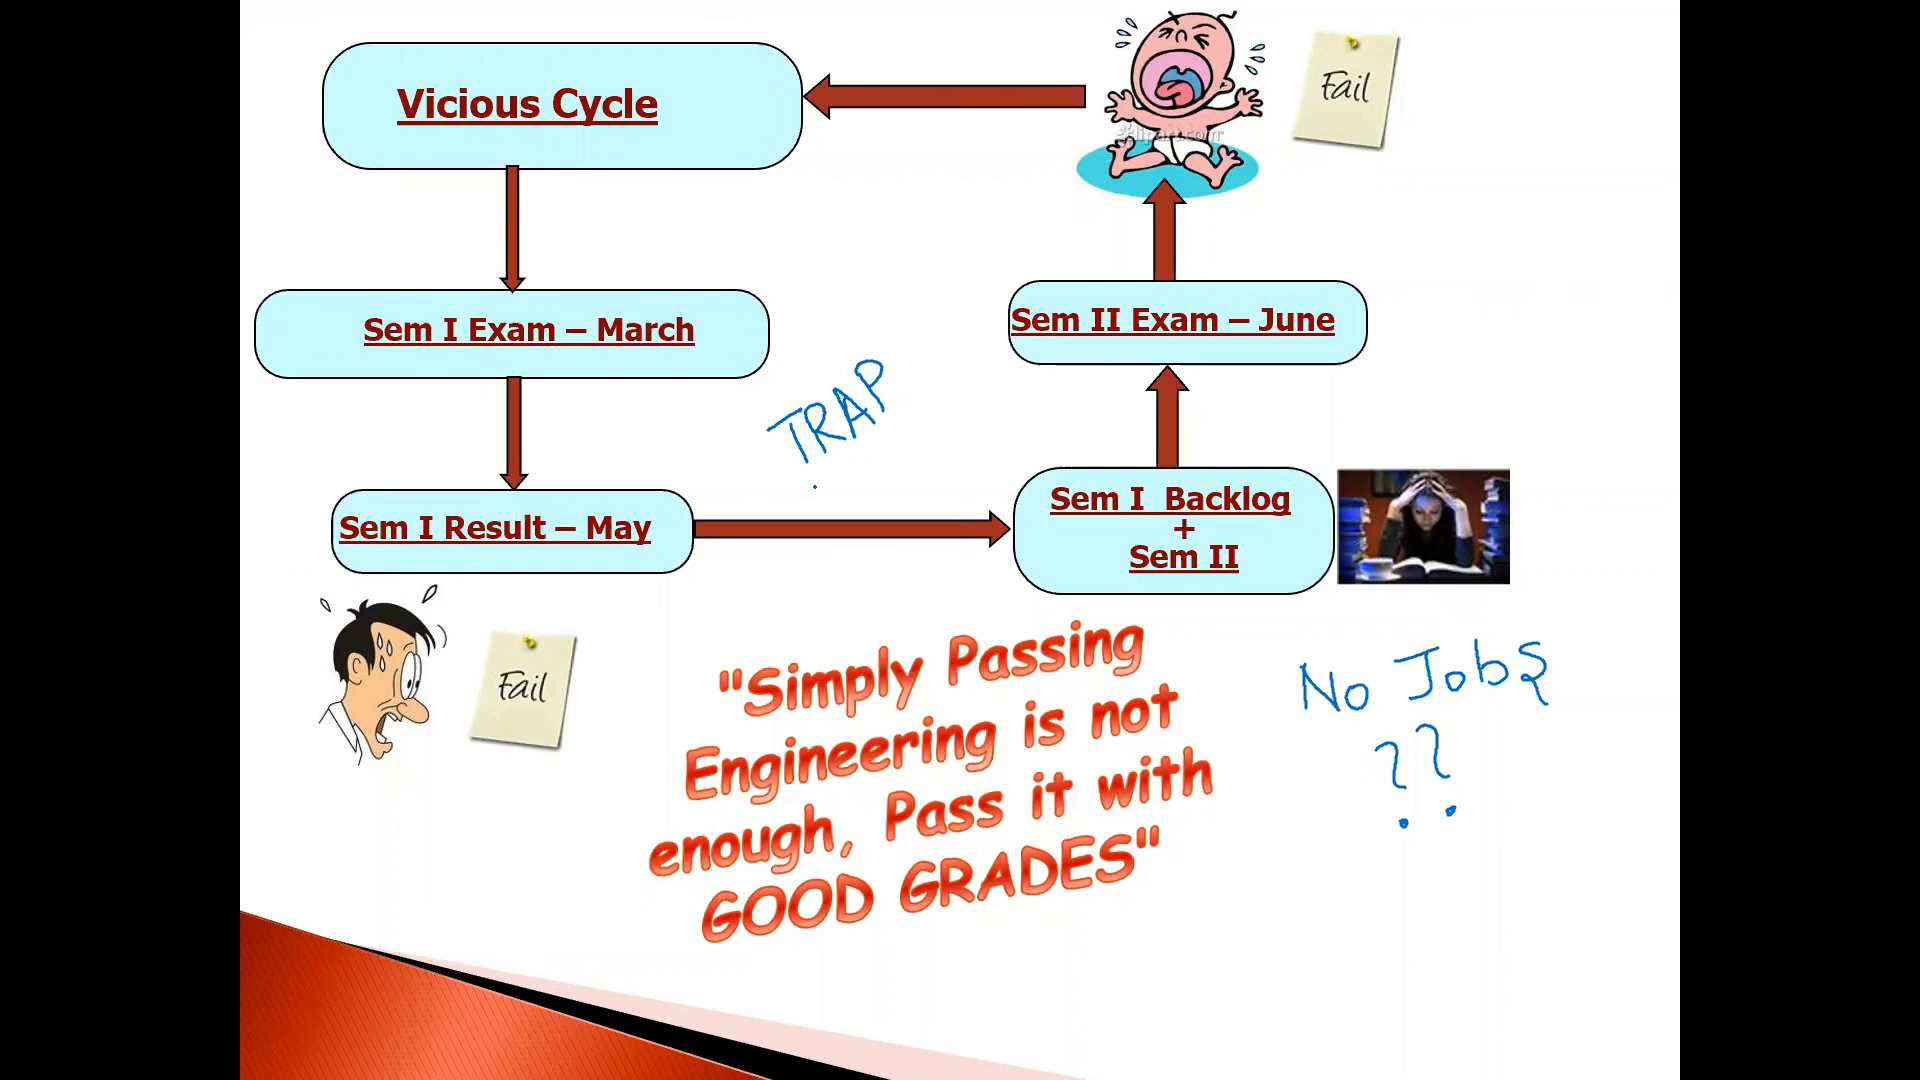 Vicious Cycle
Fail
Sem I Exam – March
Sem II Exam – June
TRAP
Sem I Result – May
Sem I Backlog
+
Sem II
Fail
"Simply Passing
Engineering is not
enough, Pass it with
GOOD GRADES"
No Jobs
??